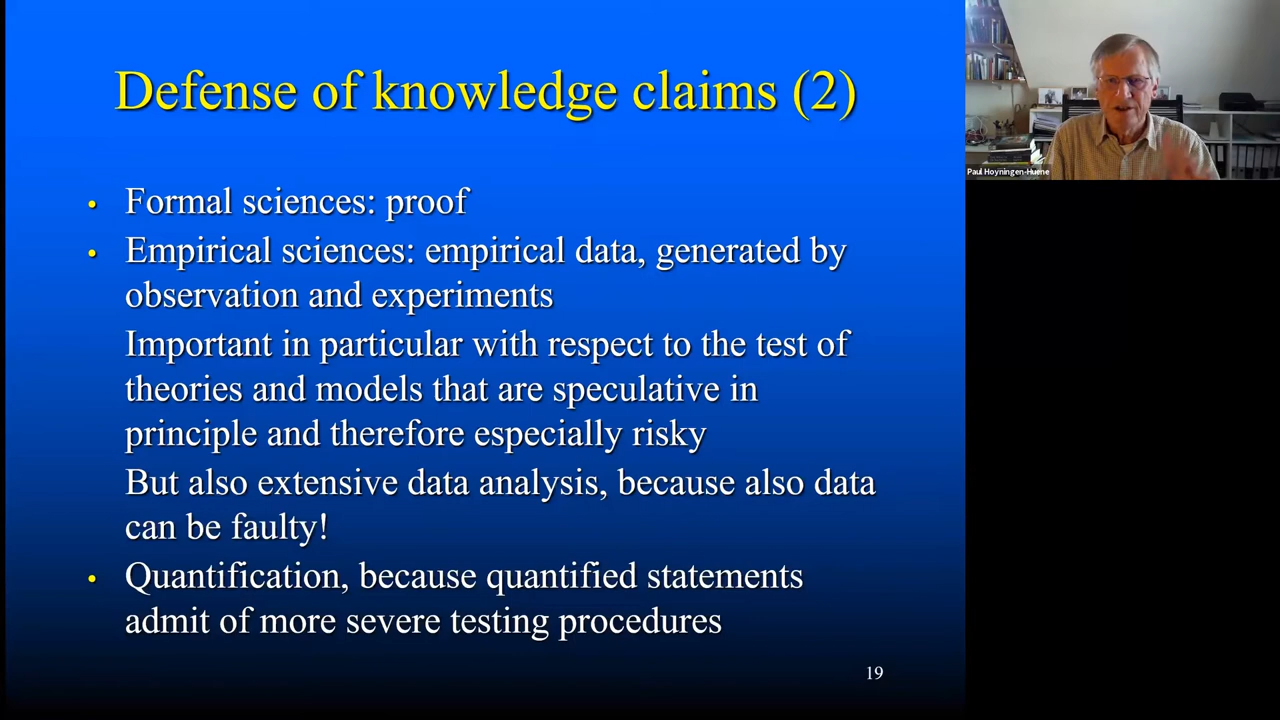 Defense of knowledge claims (2)
• Formal sciences: proof
• Empirical sciences: empirical data, generated by
observation and experiments
Important in particular with respect to the test of
theories and models that are speculative in
principle and therefore especially risky
But also extensive data analysis, because also data
can be faulty!
• Quantification, because quantified statements
admit of more severe testing procedures
19
Paul Hoyningen-Huene